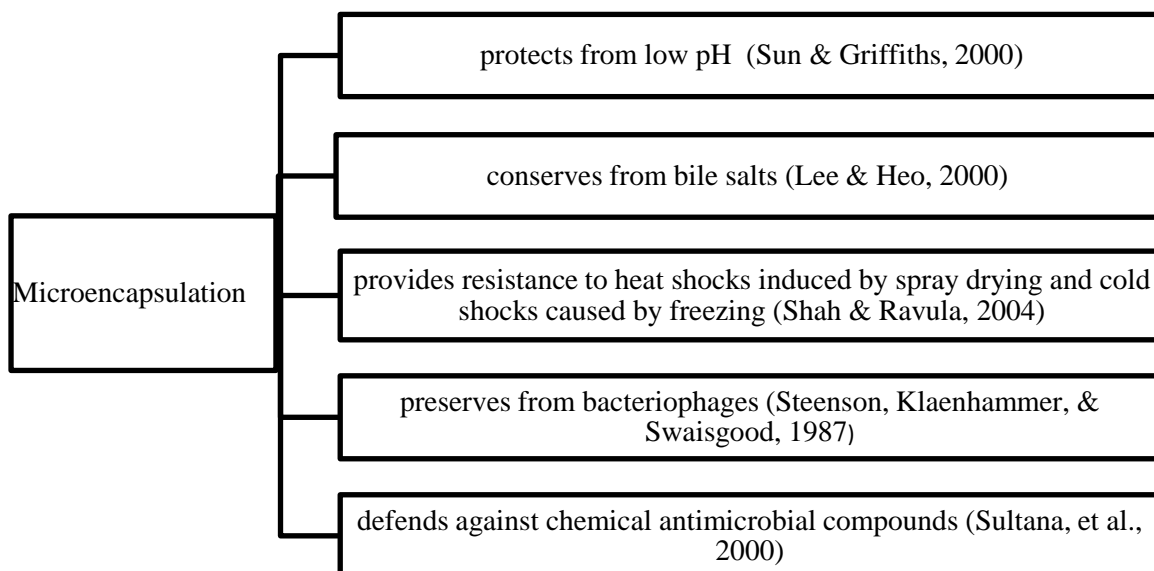 protects from low pH (Sun & Griffiths, 2000)
conserves from bile salts (Lee & Heo, 2000)
Microencapsulation
provides resistance to heat shocks induced by spray drying and cold
shocks caused by freezing (Shah & Ravula, 2004)
preserves from bacteriophages (Steenson, Klaenhammer, &
Swaisgood, 1987)
defends against chemical antimicrobial compounds (Sultana, et al.,
2000)